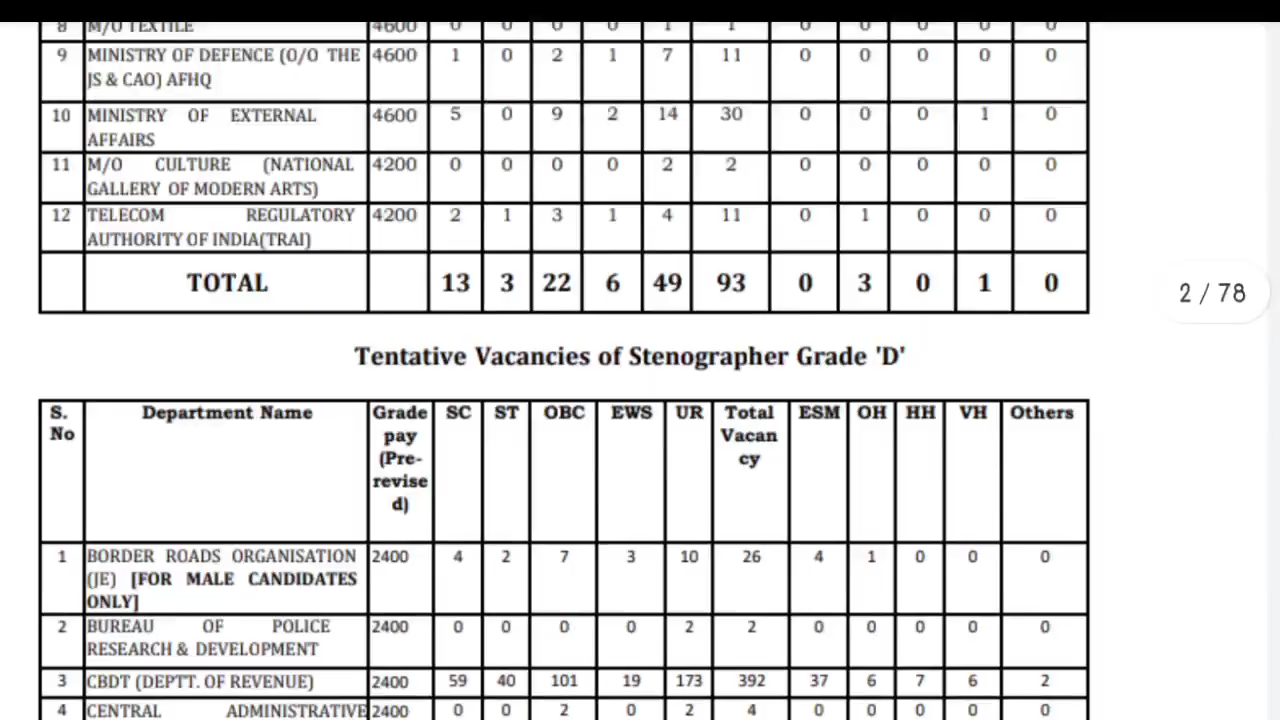 8 M/O TEXTILE 4600 0 0 0 0 1 1 0 0 0 0 0
9 MINISTRY OF DEFENCE (O/O THE 4600 1 0 2 1 7 11 0 0 0 0 0
JS & CAO) AFHQ
10 MINISTRY OF EXTERNAL 4600 5 0 9 2 14 30 0 0 0 1 0
AFFAIRS
11 M/O CULTURE (NATIONAL 4200 0 0 0 0 2 2 0 0 0 0 0
GALLERY OF MODERN ARTS)
12 TELECOM REGULATORY 4200 2 1 3 1 4 11 0 1 0 0 0
AUTHORITY OF INDIA(TRAI)
TOTAL 13 3 22 6 49 93 0 3 0 1 0
2 / 78
Tentative Vacancies of Stenographer Grade 'D'
S. Department Name Grade SC ST OBC EWS UR Total ESM OH HH VH Others
No pay Vacan
(Pre- cy
revise
d)
1 BORDER ROADS ORGANISATION 2400 4 2 7 3 10 26 4 1 0 0 0
(JE) [FOR MALE CANDIDATES
ONLY]
2 BUREAU OF POLICE 2400 0 0 0 0 2 2 0 0 0 0 0
RESEARCH & DEVELOPMENT
3 CBDT (DEPTT. OF REVENUE) 2400 59 40 101 19 173 392 37 6 7 6 2
4 CENTRAL ADMINISTRATIVE 2400 0 0 2 0 2 4 0 0 0 0 0